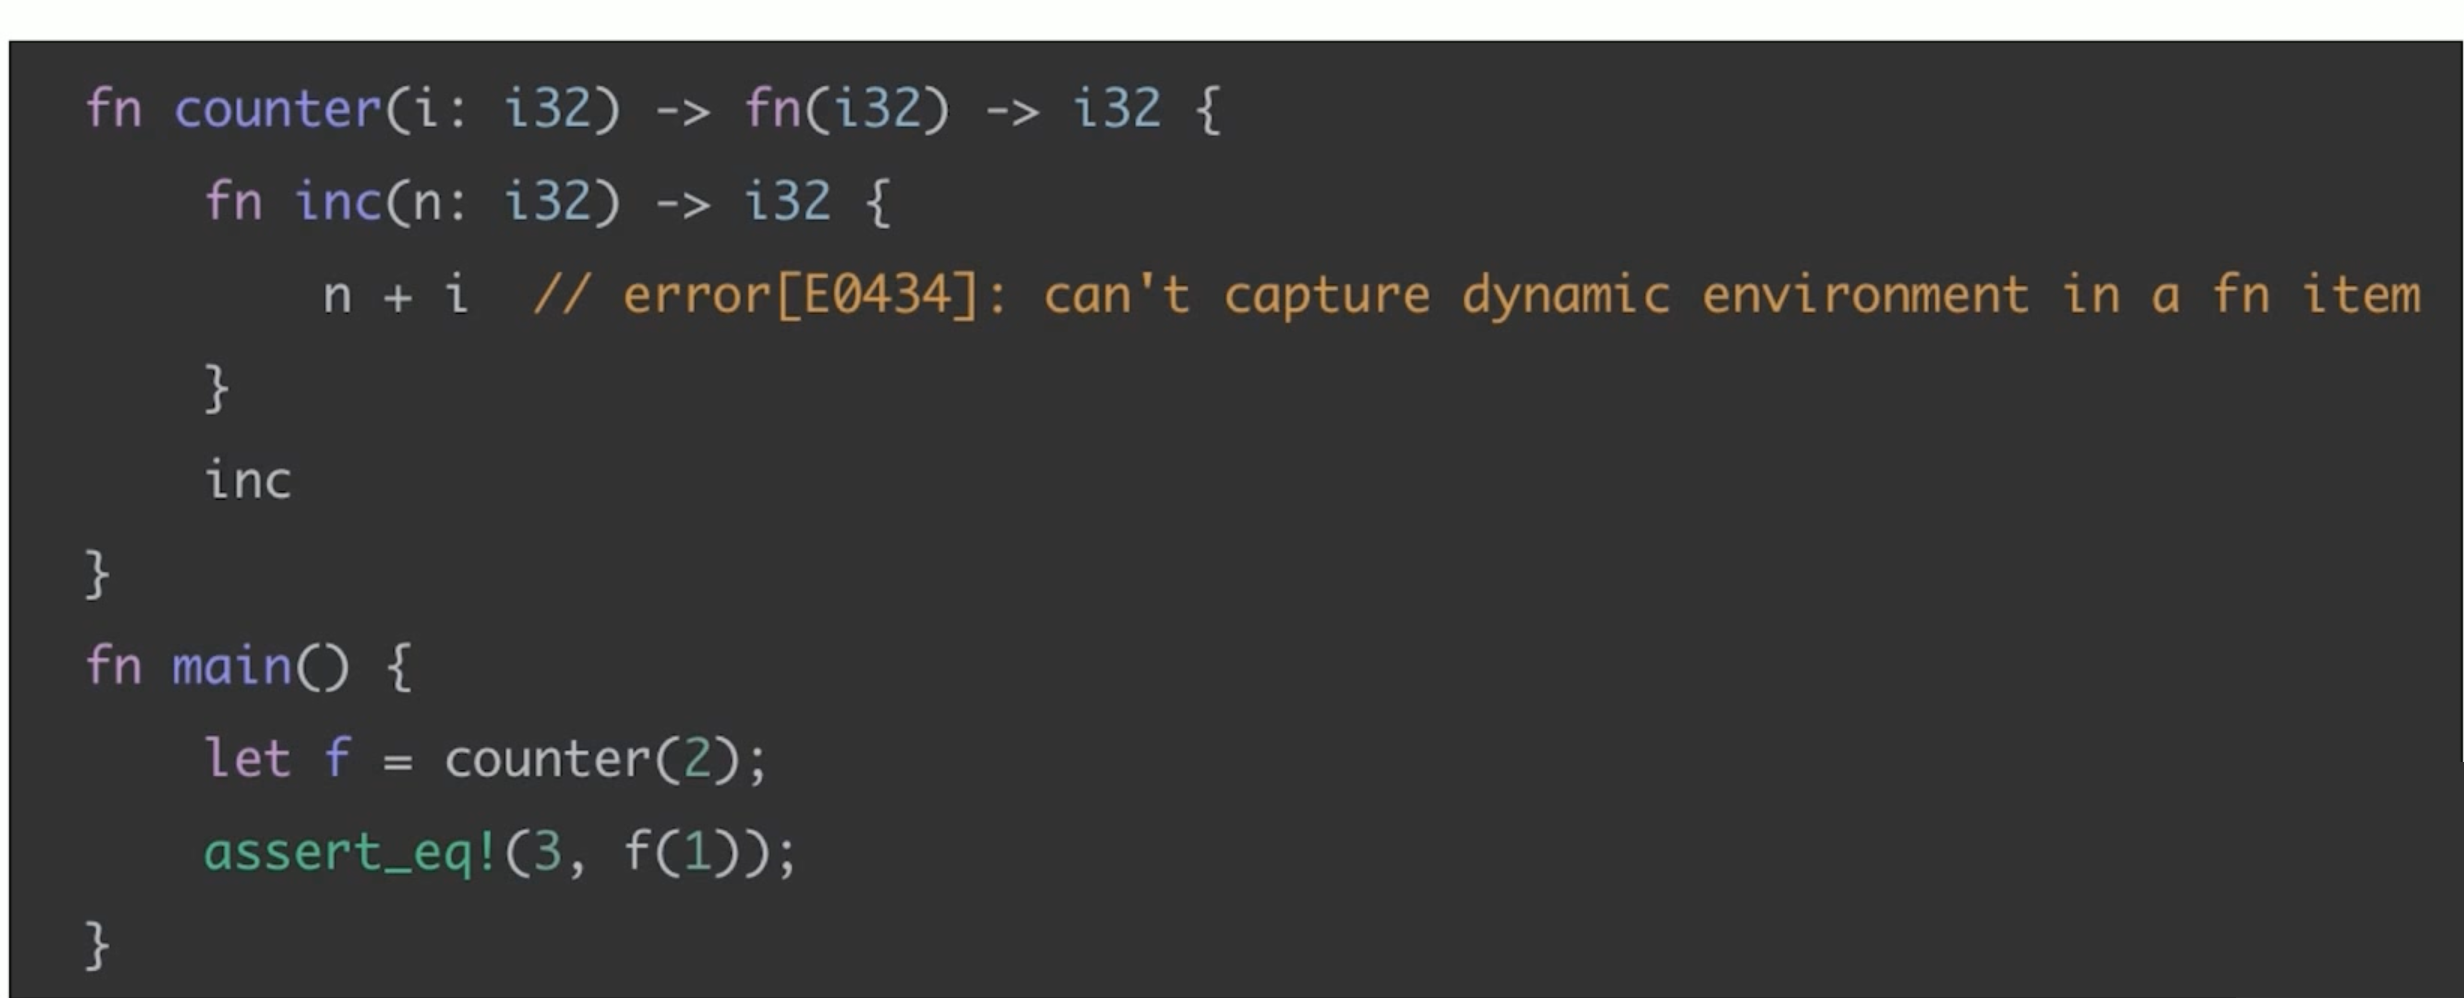 fn counter(i: i32) -> fn(i32) -> i32 {
    fn inc(n: i32) -> i32 {
        n + i  // error[E0434]: can't capture dynamic environment in a fn item
    }
    inc
}
fn main() {
    let f = counter(2);
    assert_eq!(3, f(1));
}